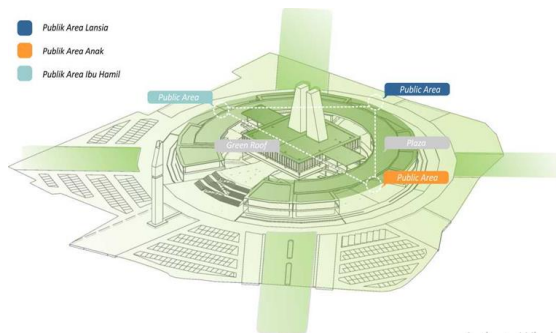 Publik Area Lansia
Publik Area Anak
Publik Area Ibu Hamil
Public Area
Public Area
Green Roof
Plaza
Public Area